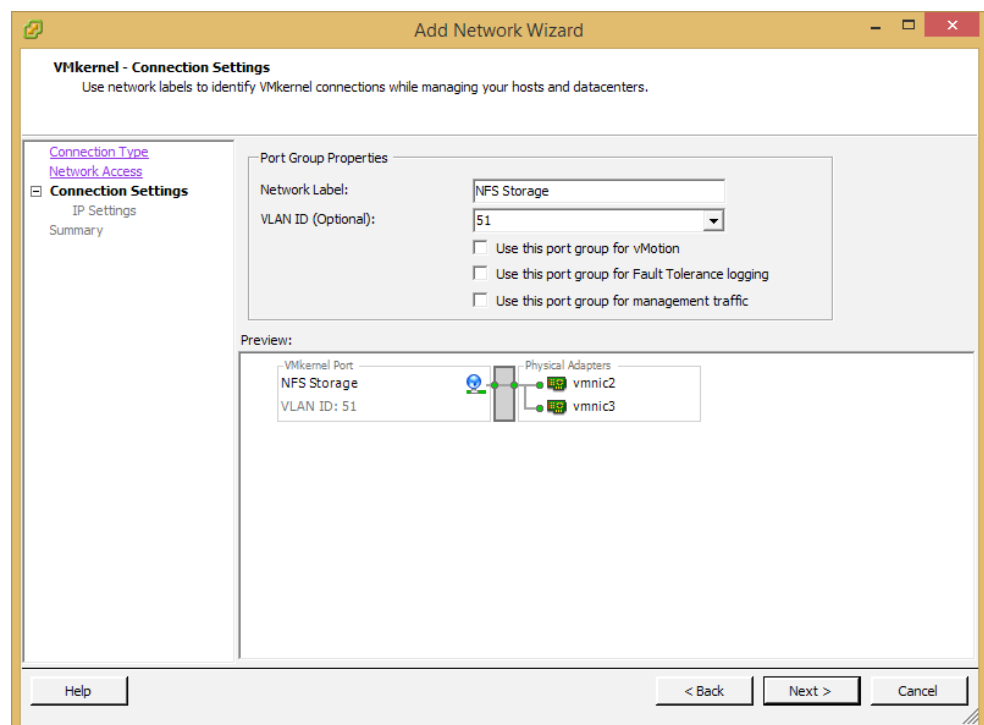 Add Network Wizard
VMkernel - Connection Settings
Use network labels to identify VMkernel connections while managing your hosts and datacenters.
Connection Type
Network Access
Connection Settings
IP Settings
Summary
Port Group Properties
Network Label:
NFS Storage
VLAN ID (Optional):
51
Use this port group for vMotion
Use this port group for Fault Tolerance logging
Use this port group for management traffic
Preview:
VMkernel Port
NFS Storage
VLAN ID: 51
Physical Adapters
vmnic2
vmnic3
Help
< Back
Next >
Cancel